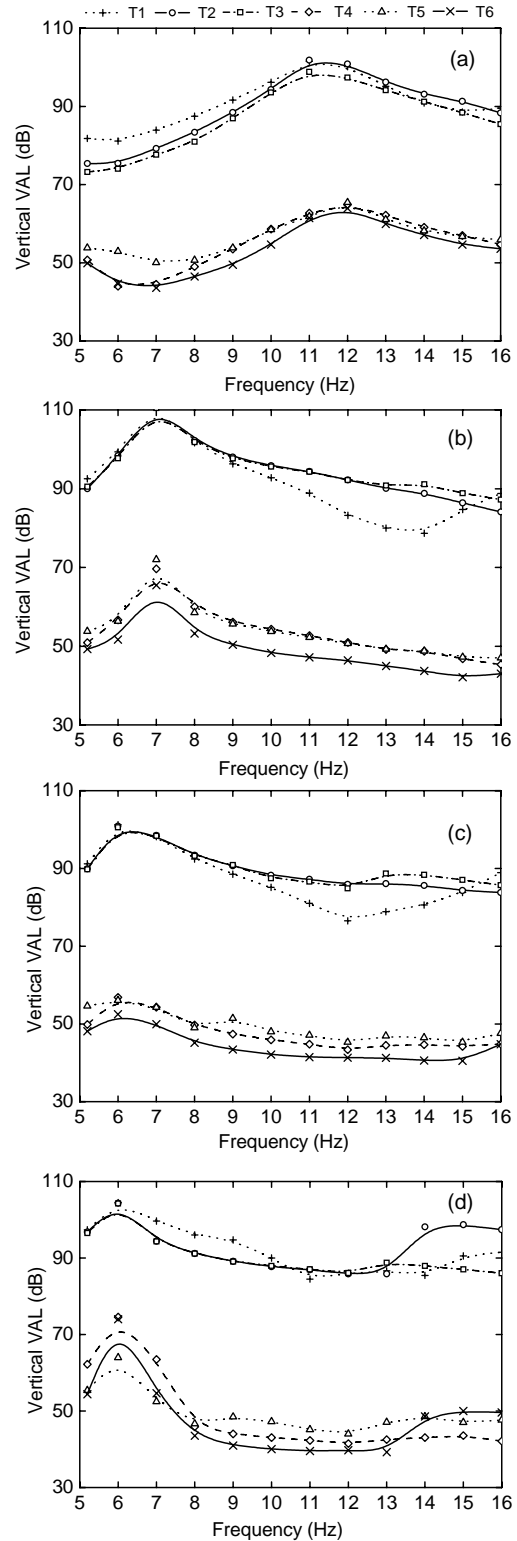 T1 T2 T3 T4 T5 T6
(a)
110
90
70
50
30
Vertical VAL (dB)
5 6 7 8 9 10 11 12 13 14 15 16
Frequency (Hz)
(b)
110
90
70
50
30
Vertical VAL (dB)
5 6 7 8 9 10 11 12 13 14 15 16
Frequency (Hz)
(c)
110
90
70
50
30
Vertical VAL (dB)
5 6 7 8 9 10 11 12 13 14 15 16
Frequency (Hz)
(d)
110
90
70
50
30
Vertical VAL (dB)
5 6 7 8 9 10 11 12 13 14 15 16
Frequency (Hz)